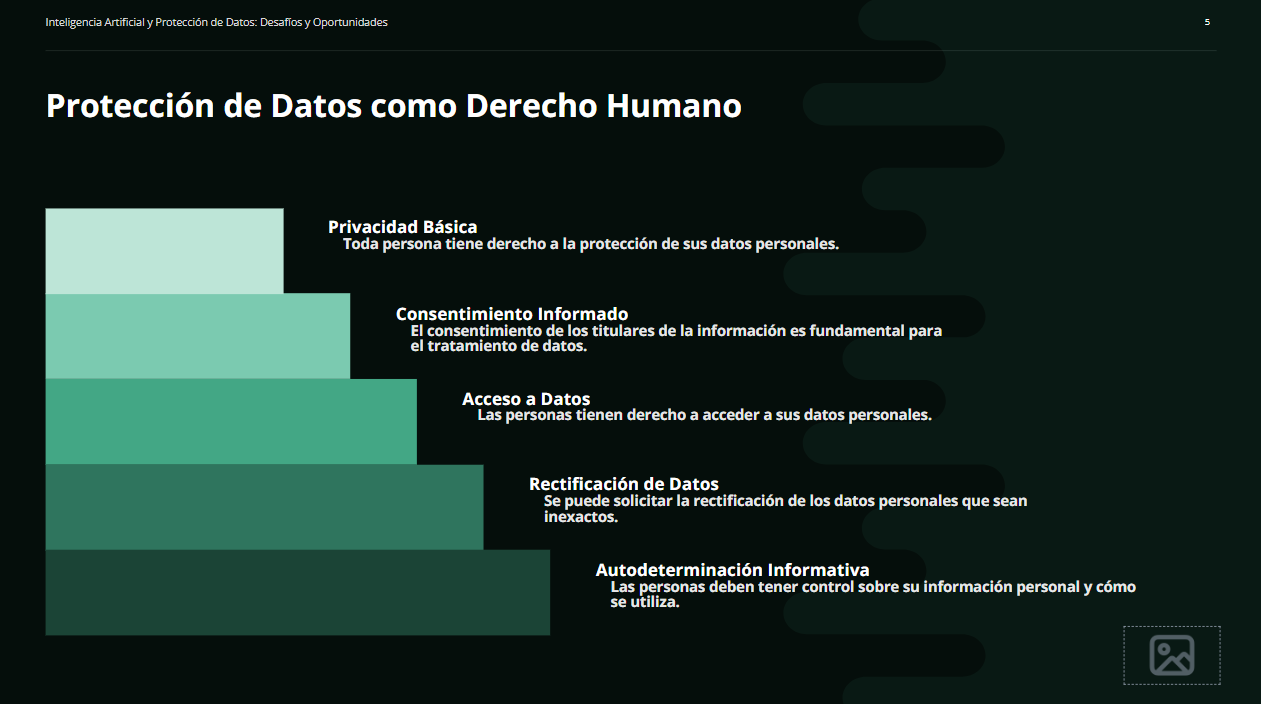 Inteligencia Artificial y Protección de Datos: Desafíos y Oportunidades
5
Protección de Datos como Derecho Humano
Privacidad Básica
Toda persona tiene derecho a la protección de sus datos personales.
Consentimiento Informado
El consentimiento de los titulares de la información es fundamental para
el tratamiento de datos.
Acceso a Datos
Las personas tienen derecho a acceder a sus datos personales.
Rectificación de Datos
Se puede solicitar la rectificación de los datos personales que sean
inexactos.
Autodeterminación Informativa
Las personas deben tener control sobre su información personal y cómo
se utiliza.